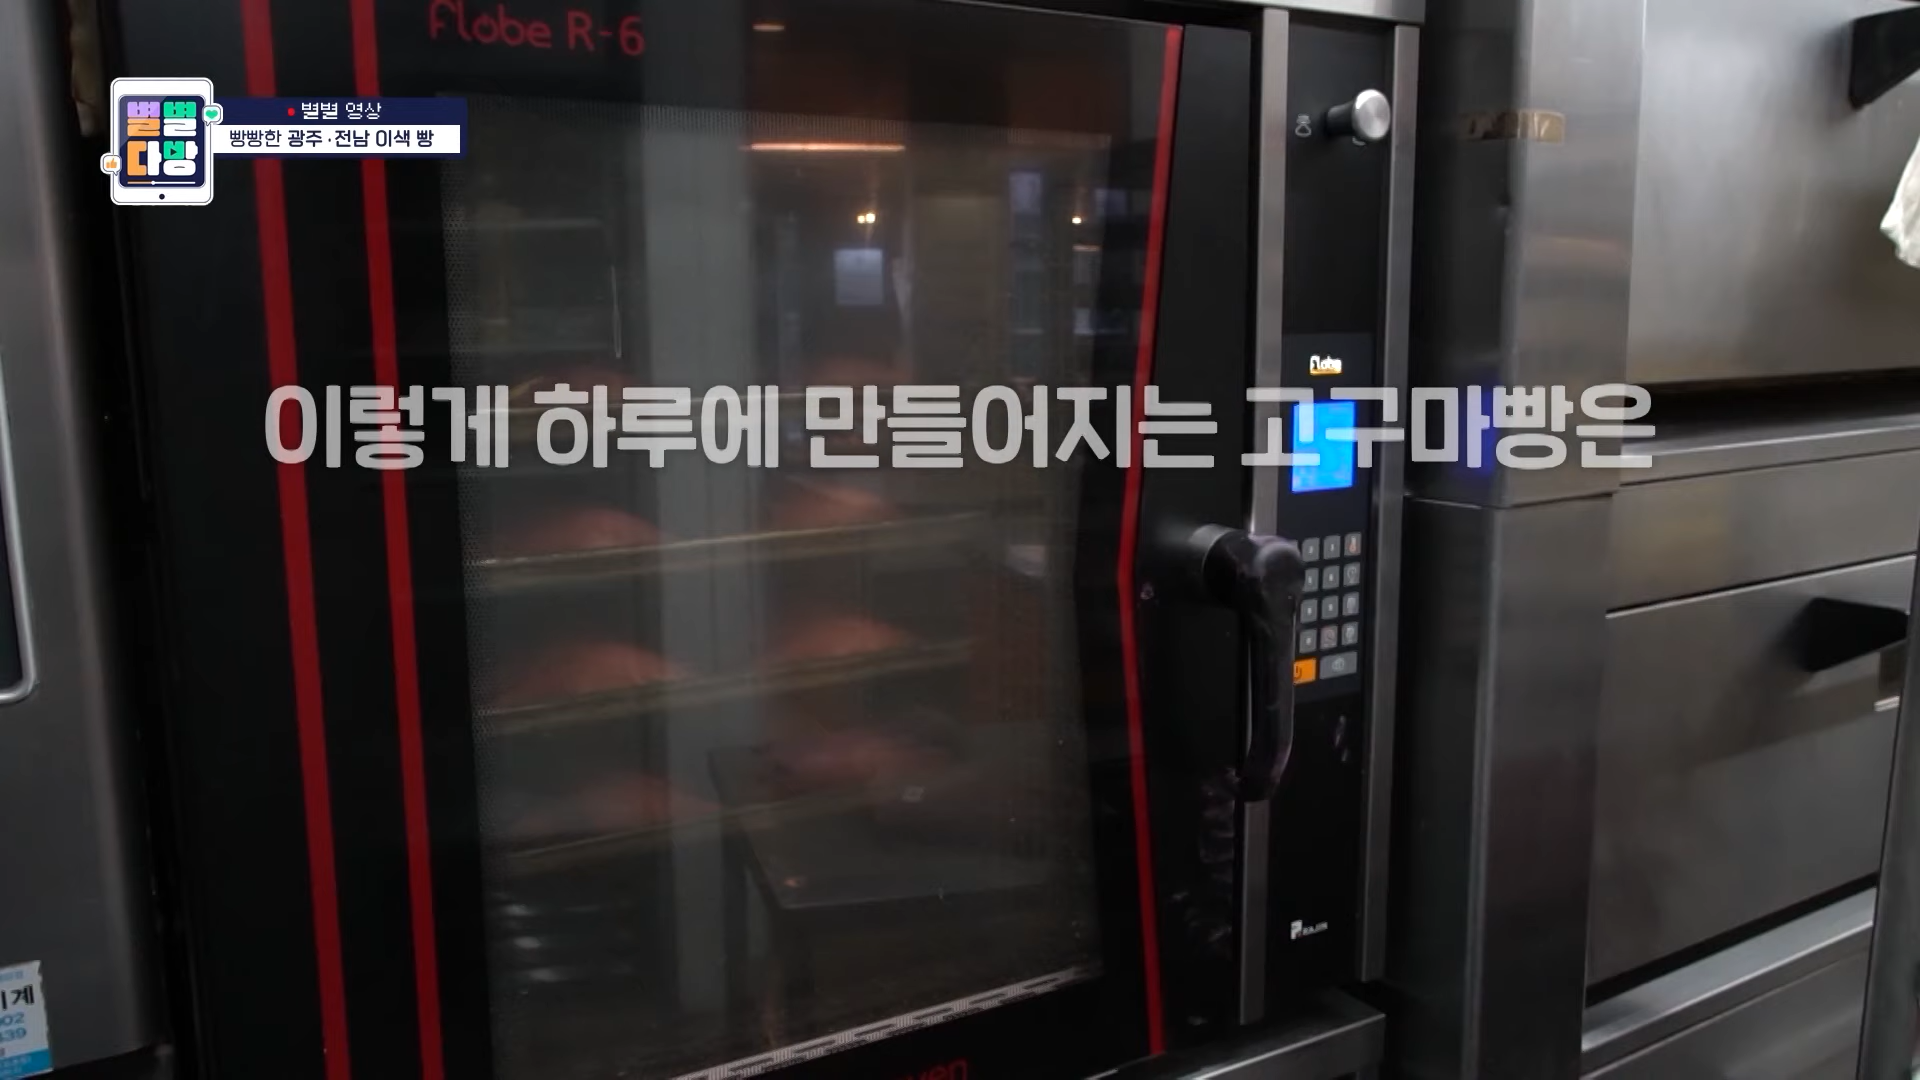 flobe R-6
별별
다방
별별 영상
빵빵한 광주·전남 이색 빵
flobe
이렇게 하루에 만들어지는 고구마빵은